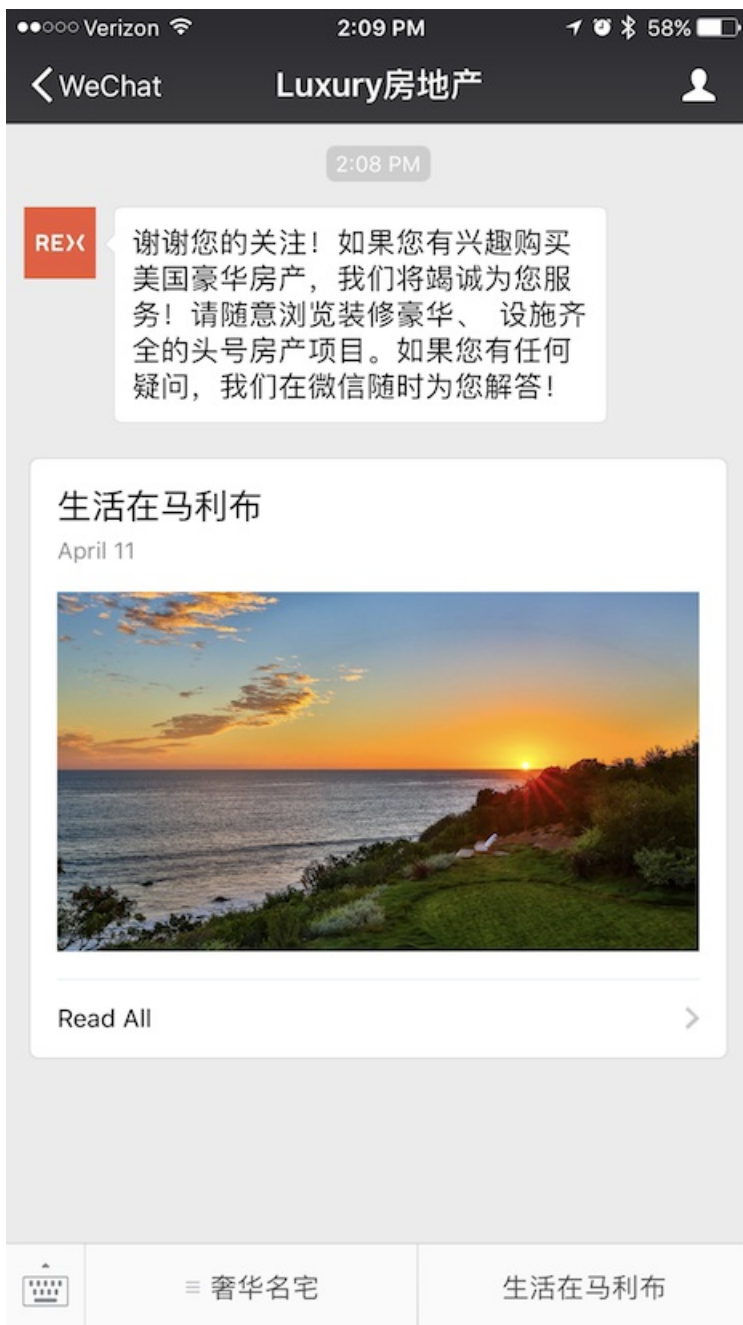 Verizon 2:09 PM 58%
WeChat Luxury房地产
2:08 PM
REX
谢谢您的关注！如果您有兴趣购买
美国豪华房产，我们将竭诚为您服
务！请随意浏览装修豪华、 设施齐
全的头号房产项目。如果您有任何
疑问，我们在微信随时为您解答！
生活在马利布
April 11
Read All
奢华名宅 生活在马利布